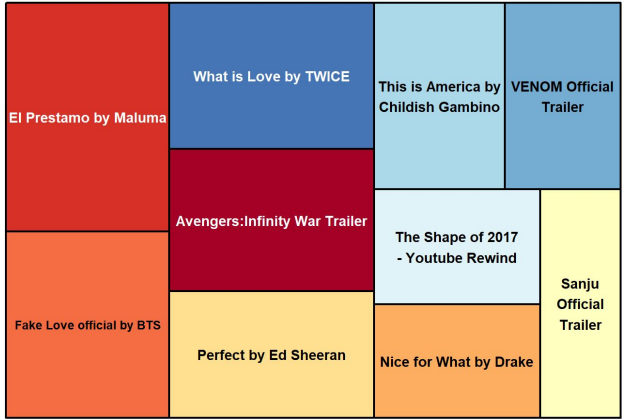 El Prestamo by Maluma
Fake Love official by BTS
What is Love by TWICE
Avengers:Infinity War Trailer
Perfect by Ed Sheeran
This is America by
Childish Gambino
VENOM Official
Trailer
The Shape of 2017
- Youtube Rewind
Nice for What by Drake
Sanju
Official
Trailer